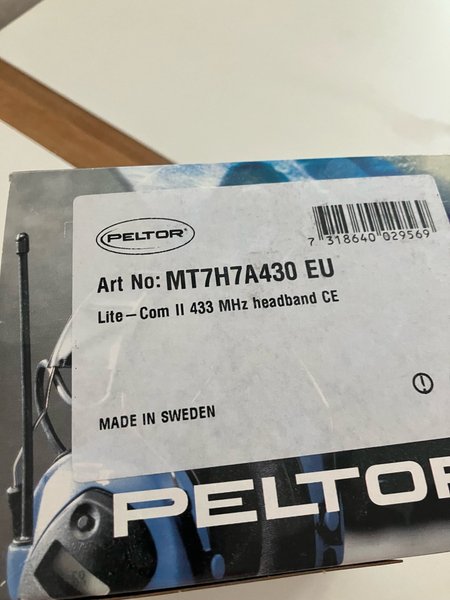 PELTOR®
7 318640 029569
Art No: MT7H7A430 EU
Lite-Com II 433 MHz headband CE
MADE IN SWEDEN
PELTOR